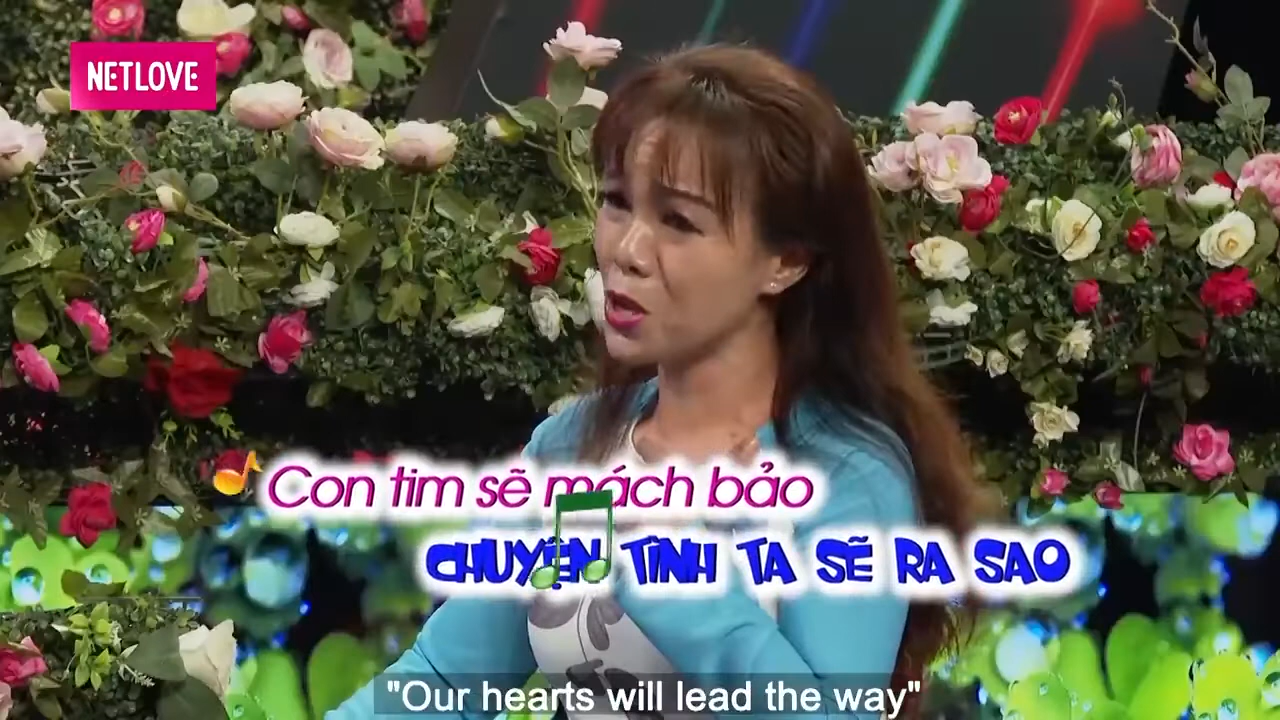 NETLOVE
Con tim sẽ mách bảo
CHUYỆN TÌNH TA SẼ RA SAO
"Our hearts will lead the way"